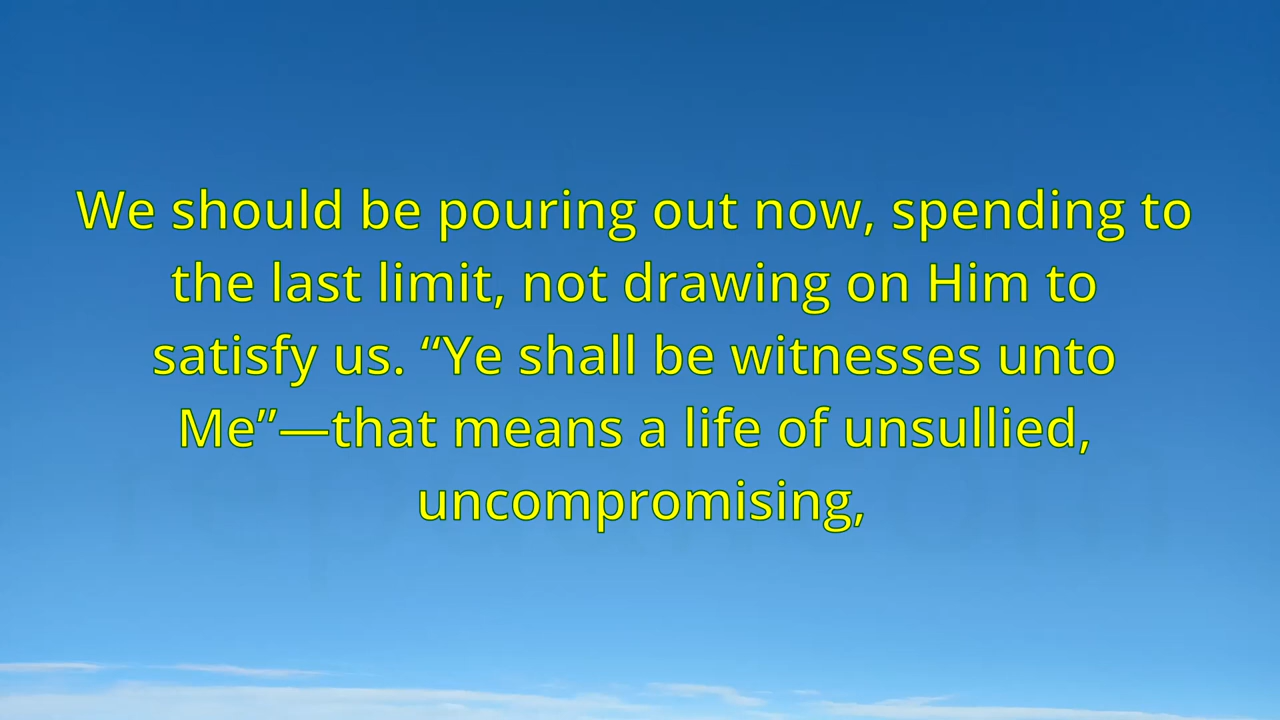 We should be pouring out now, spending to
the last limit, not drawing on Him to
satisfy us. “Ye shall be witnesses unto
Me”—that means a life of unsullied,
uncompromising,